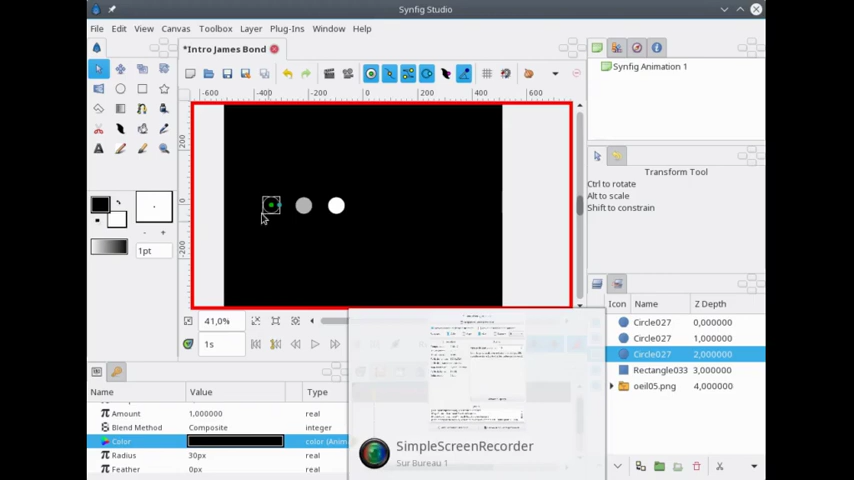 Synfig Studio
File Edit View Canvas Toolbox Layer Plug-Ins Window Help
*Intro James Bond
-600 -400 -200 0 200 400 600
200
0
-200
1pt
41,0%
1s
Name Value Type
Amount 1,000000 real
Blend Method Composite
Color color (Anim
Radius 30px real
Feather 0px real
Synfig Animation 1
Transform Tool
Ctrl to rotate
Alt to scale
Shift to constrain
Icon Name Z Depth
Circle027 0,000000
Circle027 1,000000
Circle027 2,000000
Rectangle033 3,000000
oeil05.png 4,000000
SimpleScreenRecorder
Sur Bureau 1